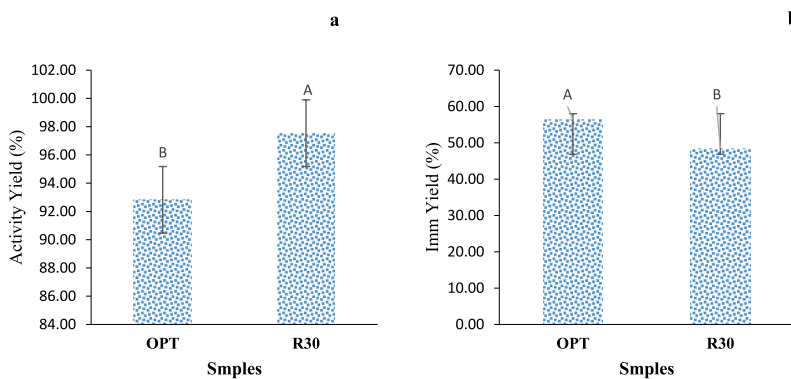 a
Activity Yield (%)
102.00
100.00
98.00
96.00
94.00
92.00
90.00
88.00
86.00
84.00
B
A
OPT
R30
Smples
b
Imm Yield (%)
70.00
60.00
50.00
40.00
30.00
20.00
10.00
0.00
A
B
OPT
R30
Smples